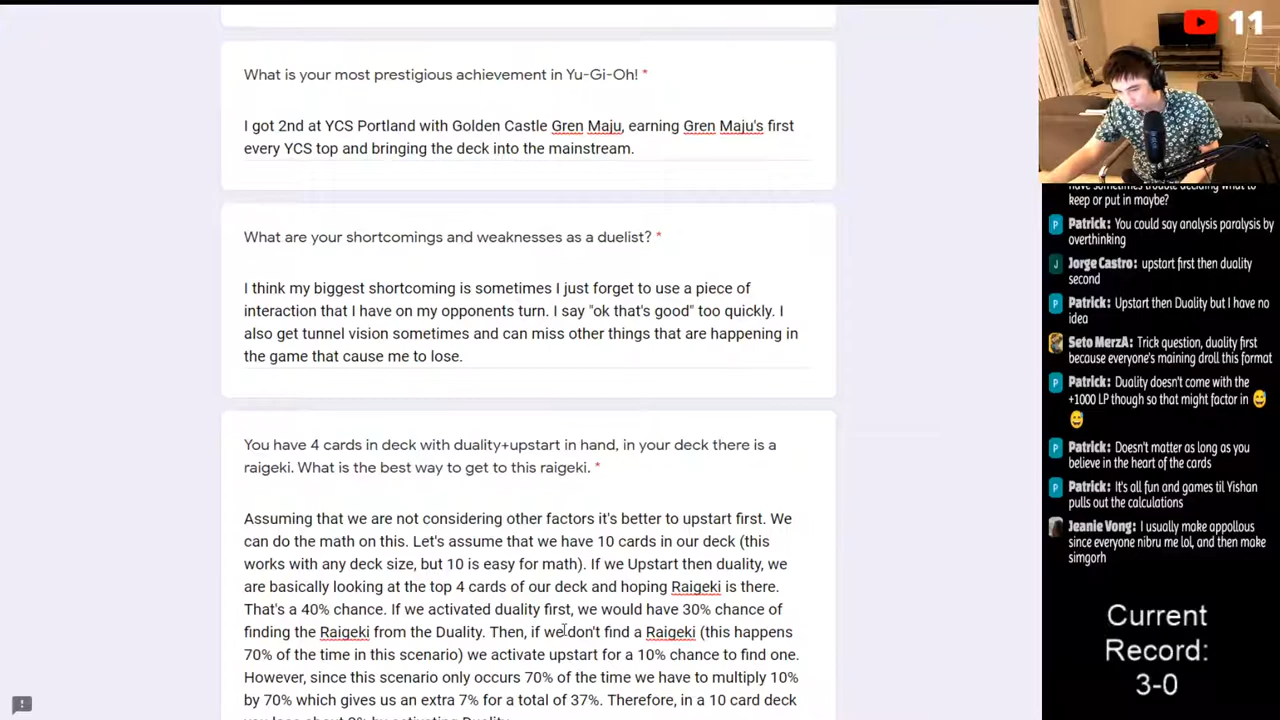 What is your most prestigious achievement in Yu-Gi-Oh! *
I got 2nd at YCS Portland with Golden Castle Gren Maju, earning Gren Maju's first
every YCS top and bringing the deck into the mainstream.
What are your shortcomings and weaknesses as a duelist? *
I think my biggest shortcoming is sometimes I just forget to use a piece of
interaction that I have on my opponents turn. I say "ok that's good" too quickly. I
also get tunnel vision sometimes and can miss other things that are happening in
the game that cause me to lose.
You have 4 cards in deck with duality+upstart in hand, in your deck there is a
raigeki. What is the best way to get to this raigeki. *
Assuming that we are not considering other factors it's better to upstart first. We
can do the math on this. Let's assume that we have 10 cards in our deck (this
works with any deck size, but 10 is easy for math). If we Upstart then duality, we
are basically looking at the top 4 cards of our deck and hoping Raigeki is there.
That's a 40% chance. If we activated duality first, we would have 30% chance of
finding the Raigeki from the Duality. Then, if we don't find a Raigeki (this happens
70% of the time in this scenario) we activate upstart for a 10% chance to find one.
However, since this scenario only occurs 70% of the time we have to multiply 10%
by 70% which gives us an extra 7% for a total of 37%. Therefore, in a 10 card deck
you lose about 3% by activating Duality
11
have sometimes trouble deciding what to
keep or put in maybe?
P Patrick: You could say analysis paralysis by
overthinking
J Jorge Castro: upstart first then duality
second
P Patrick: Upstart then Duality but I have no
idea
Seto MerzA: Trick question, duality first
because everyone's maining droll this format
P Patrick: Duality doesn't come with the
+1000 LP though so that might factor in 😅
😅
P Patrick: Doesn't matter as long as you
believe in the heart of the cards
P Patrick: It's all fun and games til Yishan
pulls out the calculations
Jeanie Vong: I usually make appollous
since everyone nibru me lol, and then make
simgorh
Current
Record:
3-0